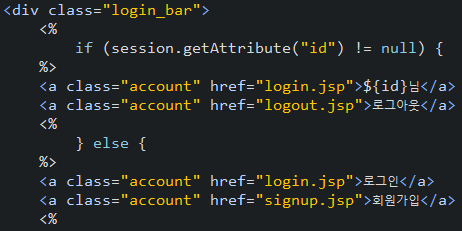 <div class="login_bar">
<%
if (session.getAttribute("id") != null) {
%>
<a class="account" href="login.jsp">${id}님</a>
<a class="account" href="logout.jsp">로그아웃</a>
<%
} else {
%>
<a class="account" href="login.jsp">로그인</a>
<a class="account" href="signup.jsp">회원가입</a>
<%